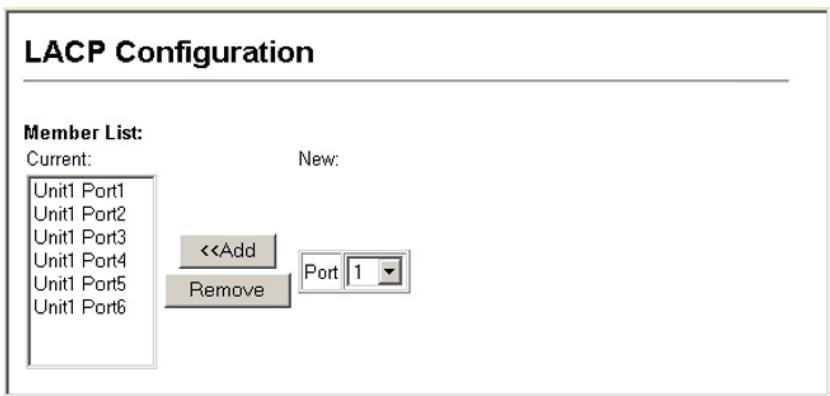 LACP Configuration
Member List:
Current:
New:
Unit1 Port1
Unit1 Port2
Unit1 Port3
Unit1 Port4
Unit1 Port5
Unit1 Port6
<<Add
Remove
Port 1